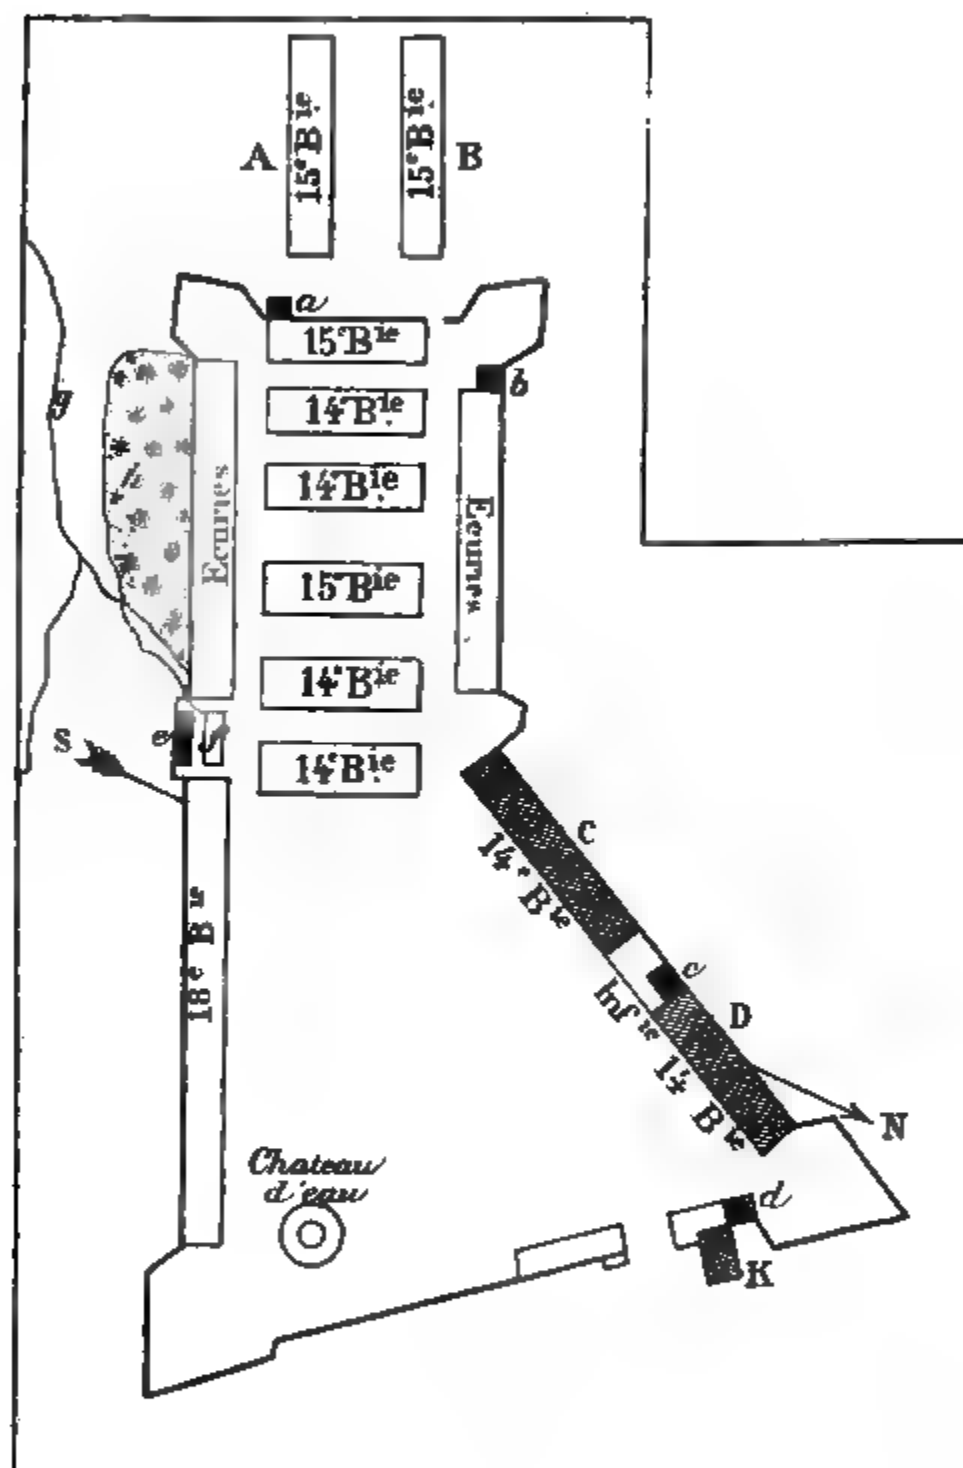 A
15ᵉ Bⁱᵉ
15ᵉ Bⁱᵉ
B
a
15ᵉ Bⁱᵉ
b
14ᵉ Bⁱᵉ
g
h
14ᵉ Bⁱᵉ
Ecuries
Ecuries
15ᵉ Bⁱᵉ
14ᵉ Bⁱᵉ
S
e
f
14ᵉ Bⁱᵉ
C
14ᵉ Bⁱᵉ
18ᵉ Bⁱᵉ
c
Infⁱᵉ
D
14 Bⁱᵉ
N
Chateau
d'eau
d
K